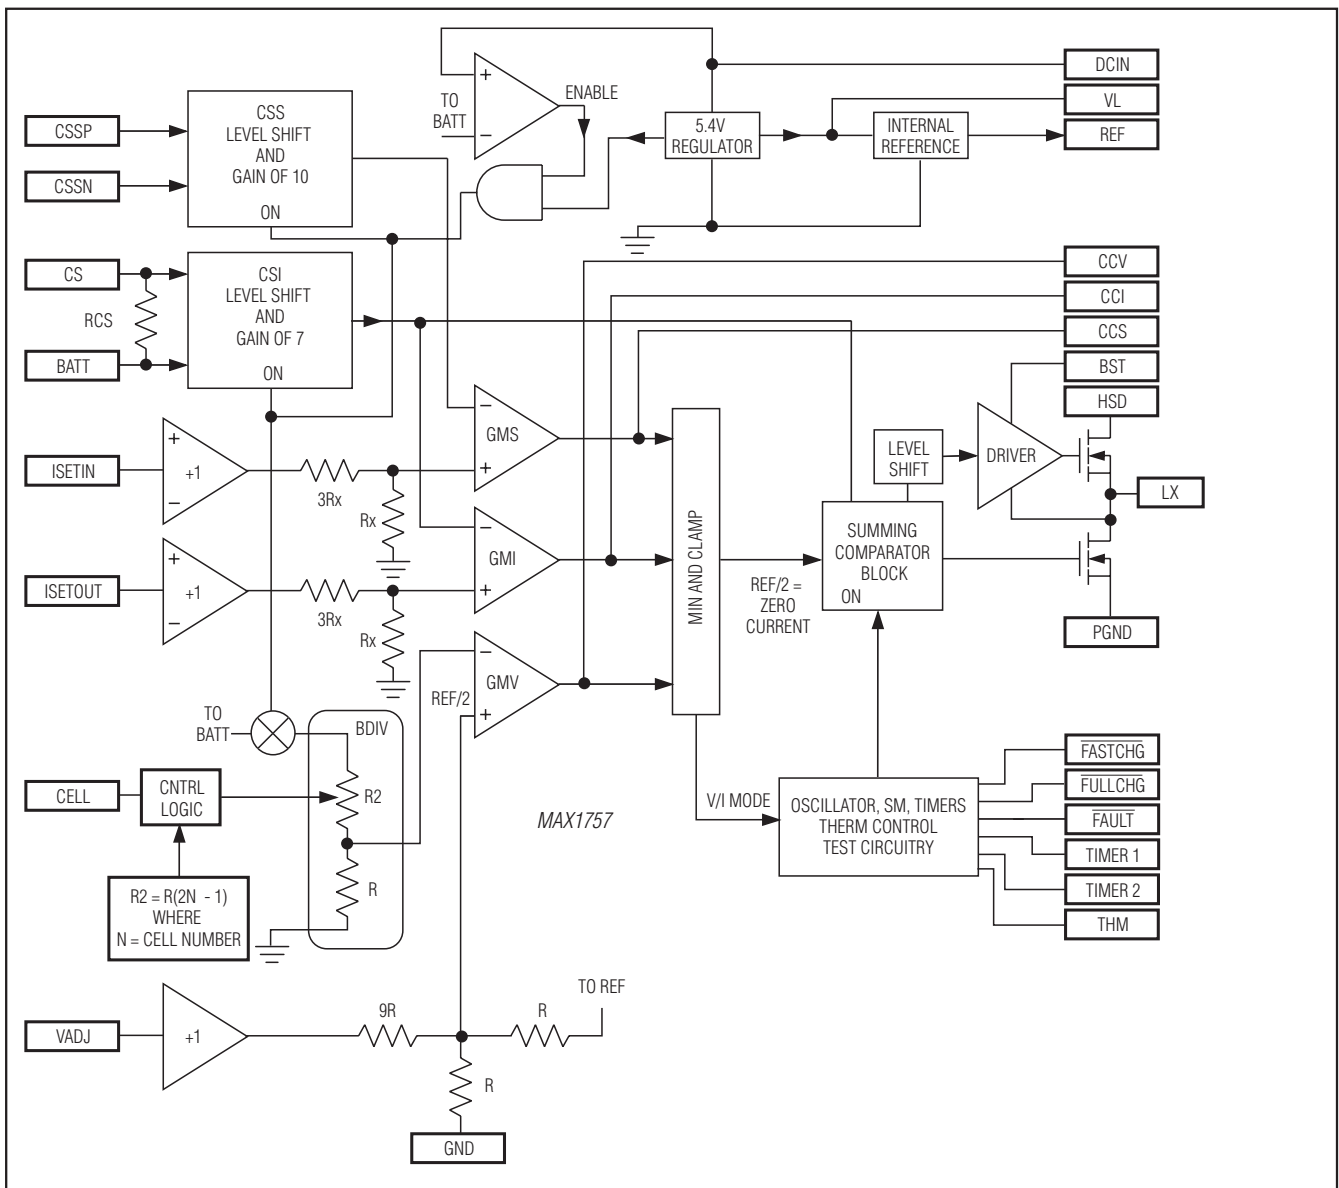 DCIN
VL
REF
ENABLE
TO
BATT
+
−
5.4V
REGULATOR
INTERNAL
REFERENCE
CSSP
CSSN
CSS
LEVEL SHIFT
AND
GAIN OF 10
ON
CS
RCS
BATT
CSI
LEVEL SHIFT
AND
GAIN OF 7
ON
CCV
CCI
CCS
BST
HSD
LX
PGND
ISETIN
+
+1
−
3Rx
Rx
−
GMS
+
ISETOUT
+
+1
−
3Rx
Rx
−
GMI
+
−
GMV
+
REF/2
MIN AND CLAMP
REF/2 =
ZERO
CURRENT
LEVEL
SHIFT
DRIVER
SUMMING
COMPARATOR
BLOCK
ON
TO
BATT
BDIV
R2
R
CELL
CNTRL
LOGIC
R2 = R(2N - 1)
WHERE
N = CELL NUMBER
MAX1757
V/I MODE
OSCILLATOR, SM, TIMERS
THERM CONTROL
TEST CIRCUITRY
FASTCHG
FULLCHG
FAULT
TIMER 1
TIMER 2
THM
VADJ
+1
9R
R
TO REF
R
GND